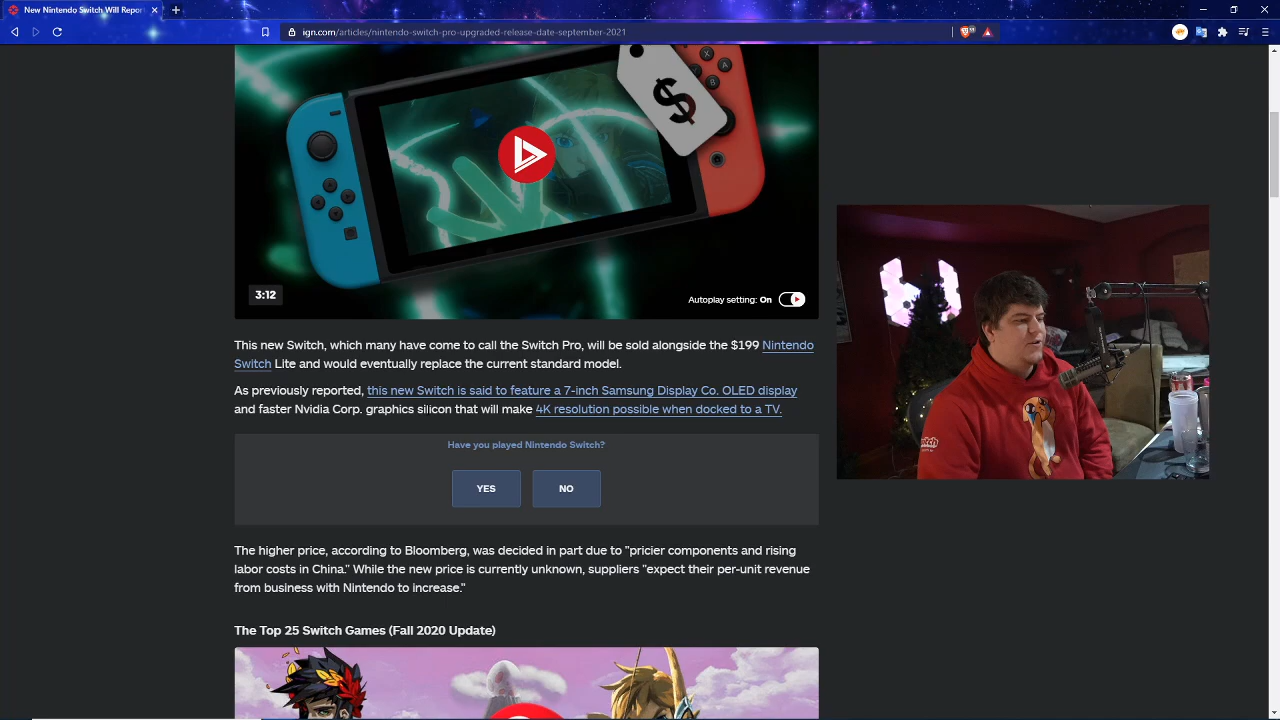 New Nintendo Switch Will Repor
ign.com/articles/nintendo-switch-pro-upgraded-release-date-september-2021
X
A
B
$
3:12
Autoplay setting: On
This new Switch, which many have come to call the Switch Pro, will be sold alongside the $199 Nintendo
Switch Lite and would eventually replace the current standard model.
As previously reported, this new Switch is said to feature a 7-inch Samsung Display Co. OLED display
and faster Nvidia Corp. graphics silicon that will make 4K resolution possible when docked to a TV.
Have you played Nintendo Switch?
YES
NO
The higher price, according to Bloomberg, was decided in part due to "pricier components and rising
labor costs in China." While the new price is currently unknown, suppliers "expect their per-unit revenue
from business with Nintendo to increase."
The Top 25 Switch Games (Fall 2020 Update)